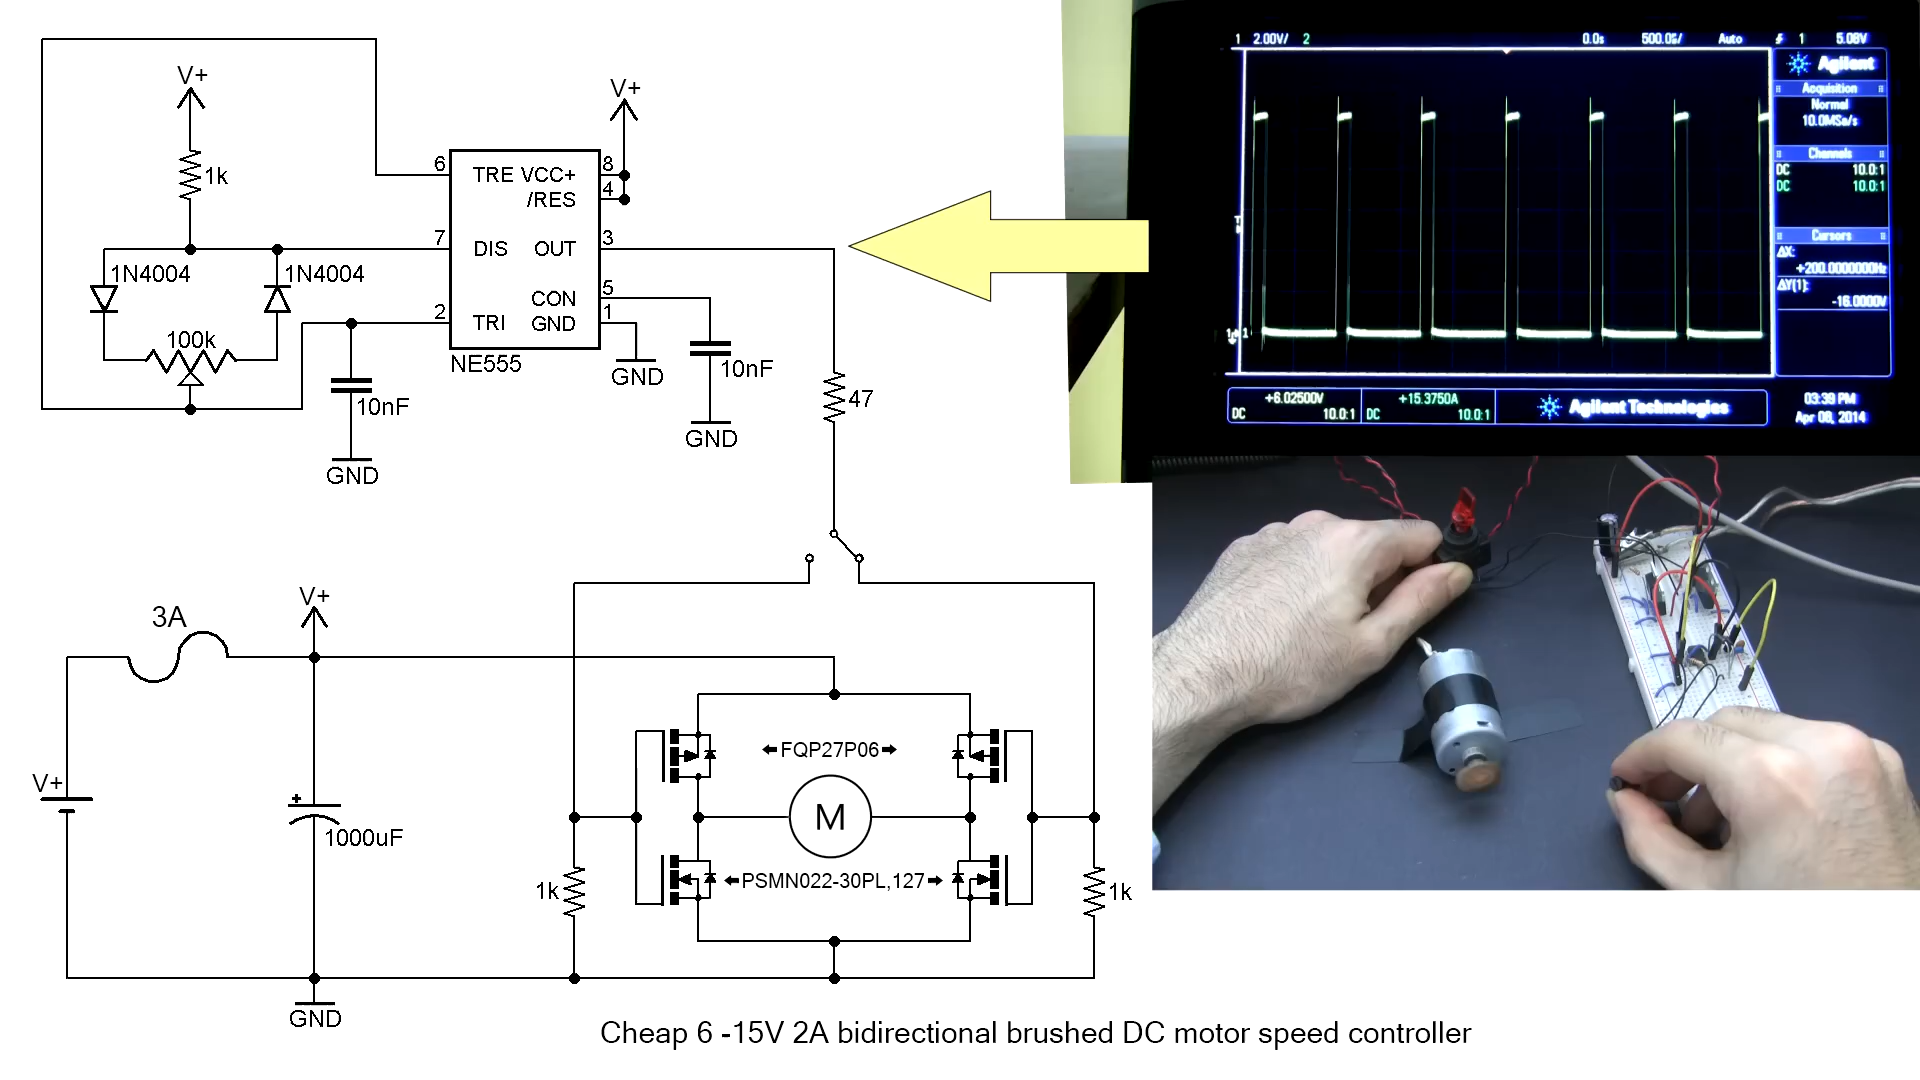 V+
1k
1N4004
1N4004
100k
10nF
GND
6
7
2
TRE VCC+
/RES
DIS OUT
CON
TRI GND
NE555
8
4
3
5
1
V+
GND
10nF
GND
47
3A
V+
V+
+
1000uF
GND
1k
FQP27P06
M
PSMN022-30PL,127
1k
Cheap 6 -15V 2A bidirectional brushed DC motor speed controller
1 2.00V/ 2 0.0s Auto 1 5.08V
Agilent
Acquisition
Normal
10.0MSa/s
Channels
DC 10.0:1
DC 10.0:1
Cursors
ΔX:
+200.000000Hz
ΔY(1):
-16.0000V
+6.02500V
DC 10.0:1
+15.3750A
DC 10.0:1
Agilent Technologies
03:39 PM
Apr 08, 2014